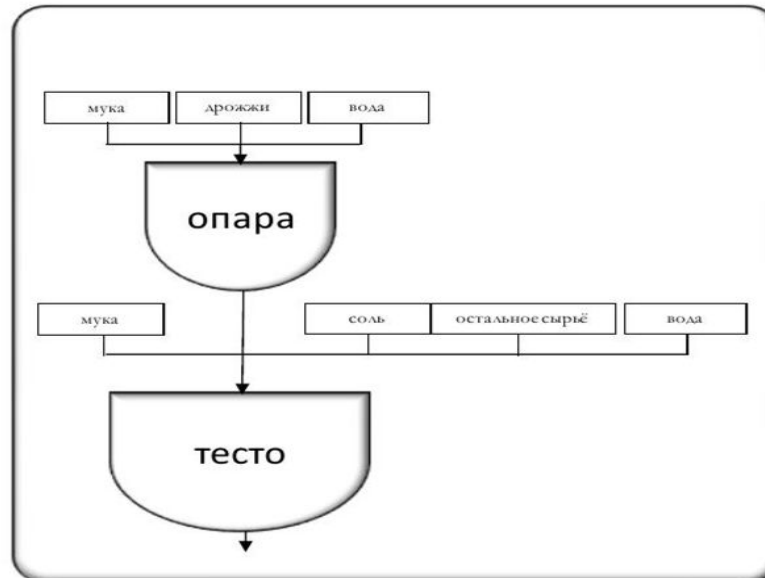 мука дрожжи вода
опара
мука соль остальное сырьё вода
тесто